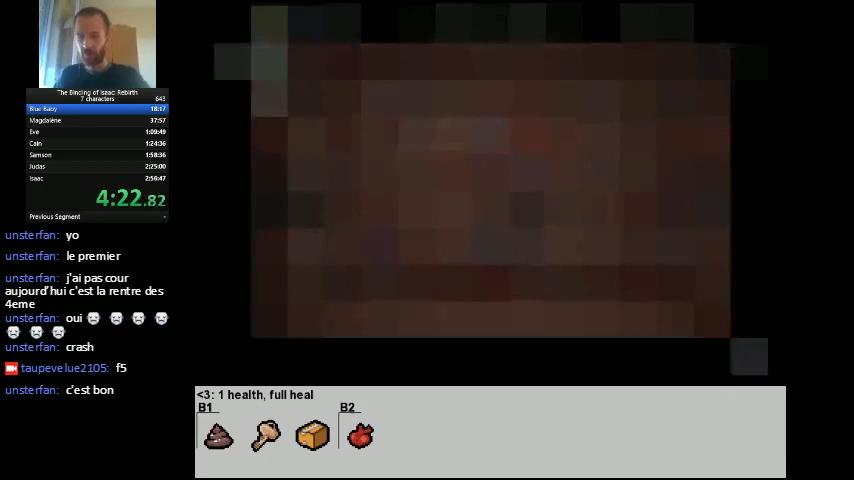 The Binding of Isaac: Rebirth
7 characters 643
Blue Baby 18:17
Magdalène 37:57
Eve 1:09:49
Cain 1:24:36
Samson 1:58:36
Judas 2:25:00
Isaac 2:56:47
4:22.82
Previous Segment -
unsterfan: yo
unsterfan: le premier
unsterfan: j'ai pas cour
aujourd'hui c'est la rentre des
4eme
unsterfan: oui
unsterfan: crash
taupevelue2105: f5
unsterfan: c'est bon
<3: 1 health, full heal
B1 B2